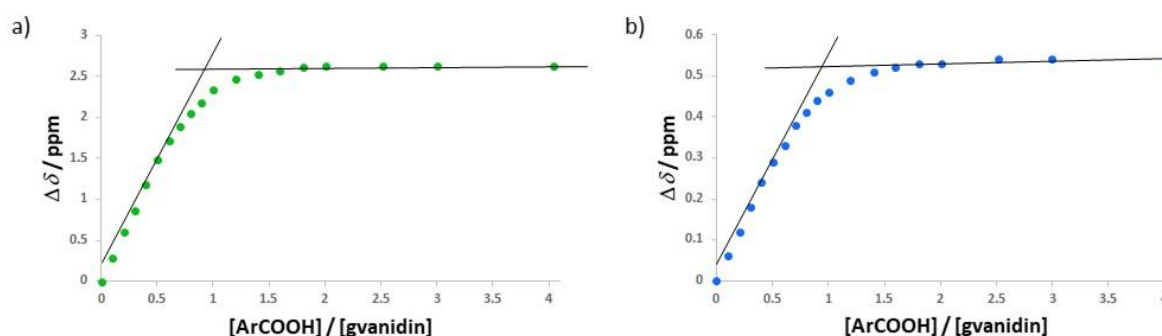 a)
Δδ / ppm
3
2.5
2
1.5
1
0.5
0
0 0.5 1 1.5 2 2.5 3 3.5 4
[ArCOOH] / [gvanidin]
b)
Δδ / ppm
0.6
0.5
0.4
0.3
0.2
0.1
0
0 0.5 1 1.5 2 2.5 3 3.5 4
[ArCOOH] / [gvanidin]